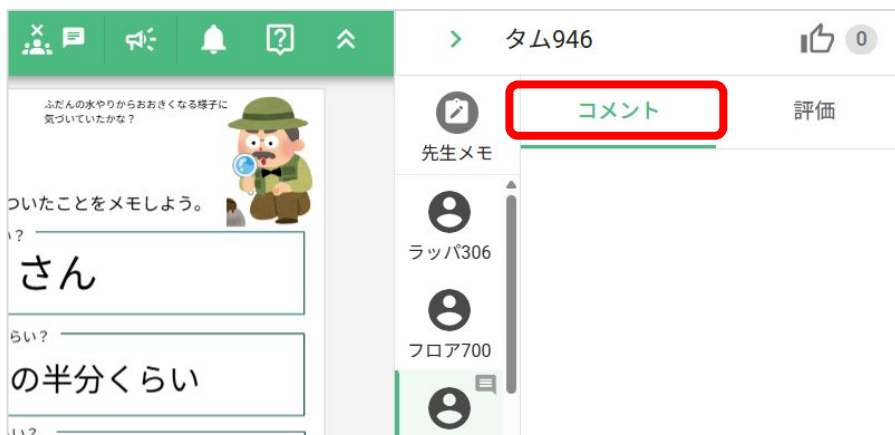 タム946
0
コメント
評価
先生メモ
ラッパ306
フロア700
ふだんの水やりからおおきくなる様子に
気づいていたかな？
ついたことをメモしよう。
い？
さん
らい？
の半分くらい